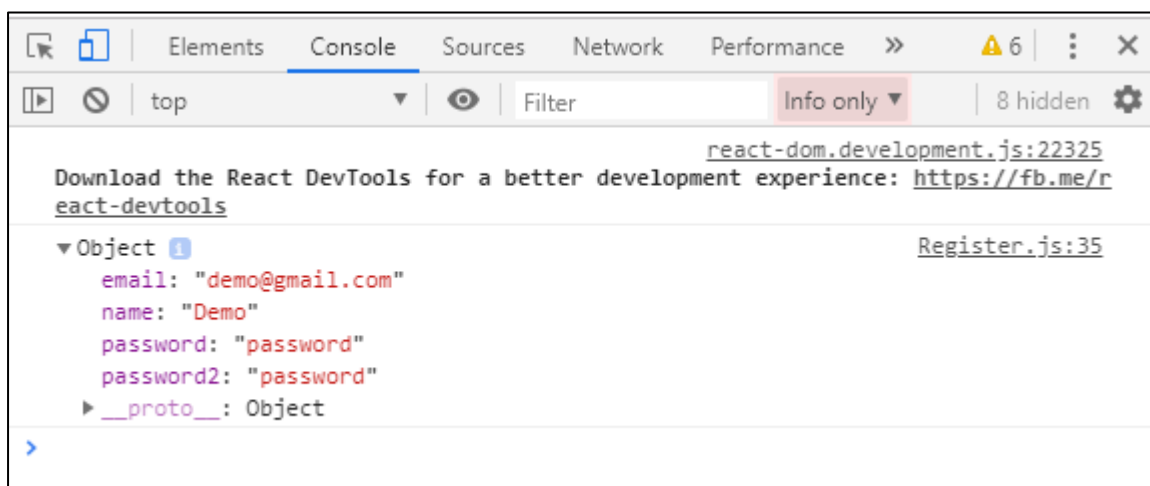 Elements Console Sources Network Performance » 6
top Filter Info only 8 hidden
react-dom.development.js:22325
Download the React DevTools for a better development experience: https://fb.me/r
eact-devtools
Object i Register.js:35
email: "demo@gmail.com"
name: "Demo"
password: "password"
password2: "password"
__proto__: Object